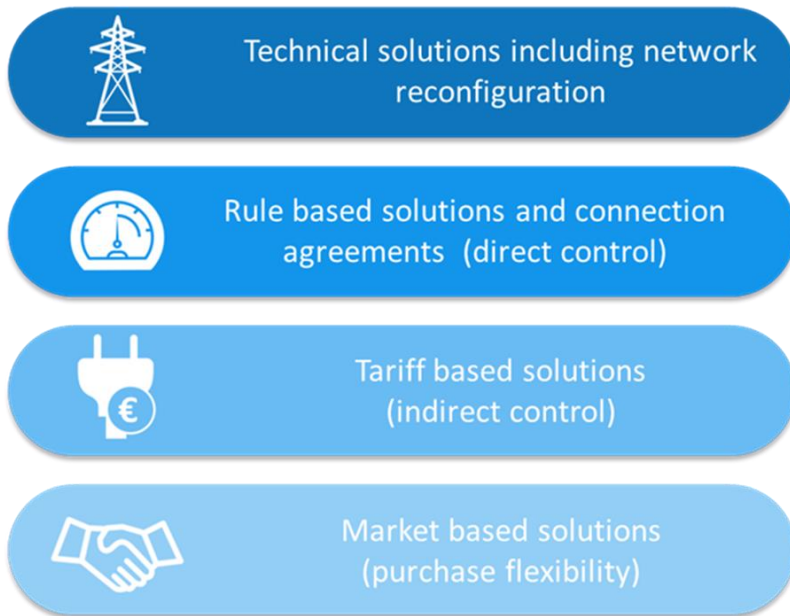 Technical solutions including network
reconfiguration
Rule based solutions and connection
agreements (direct control)
Tariff based solutions
(indirect control)
€
Market based solutions
(purchase flexibility)